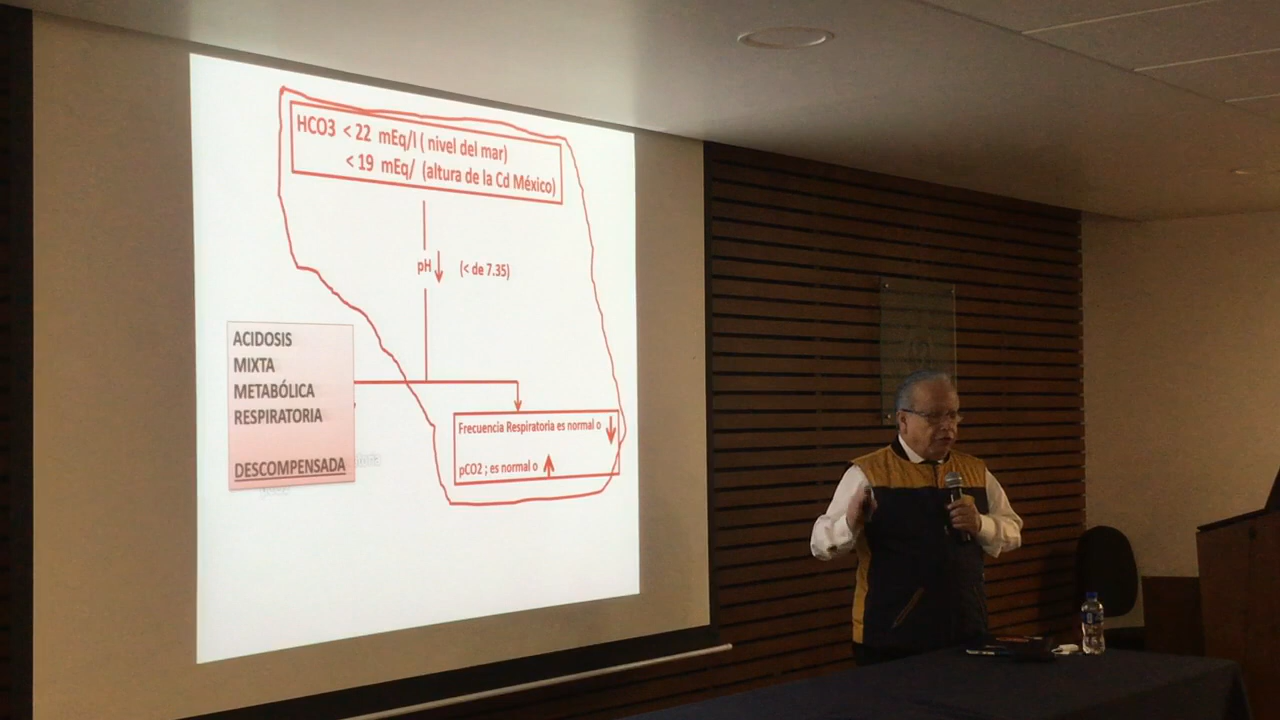 HCO3 < 22 mEq/l ( nivel del mar)
< 19 mEq/ (altura de la Cd México)
pH ↓ (< de 7.35)
ACIDOSIS
MIXTA
METABÓLICA
RESPIRATORIA
DESCOMPENSADA
Frecuencia Respiratoria es normal o ↓
pCO2 ; es normal o ↑